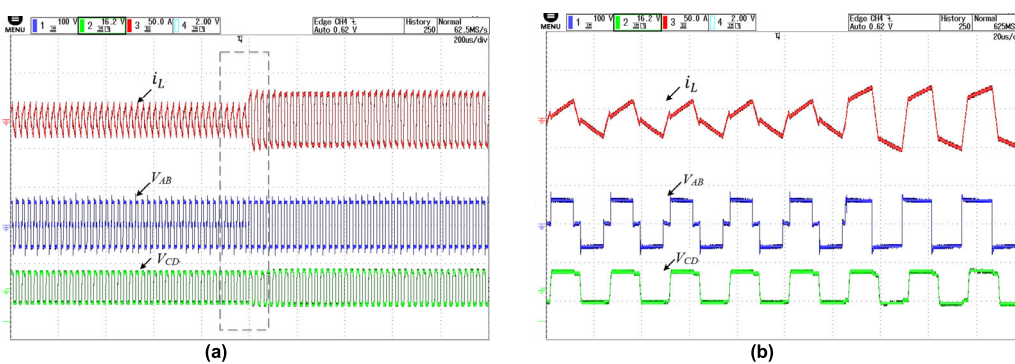 MENU 1 100 V 2 16.2 V 3 50.0 A 4 2.00 V Edge CH4 Auto 0.62 V History 250 Normal 62.5MS/s
200us/div
i_L
V_AB
V_CD
(a)
MENU 1 100 V 2 16.2 V 3 50.0 A 4 2.00 V Edge CH4 Auto 0.62 V History 250 Normal 625MS/
20us/di
i_L
V_AB
V_CD
(b)